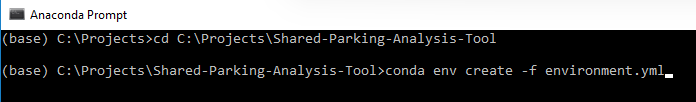 Anaconda Prompt
(base) C:\Projects>cd C:\Projects\Shared-Parking-Analysis-Tool
(base) C:\Projects\Shared-Parking-Analysis-Tool>conda env create -f environment.yml